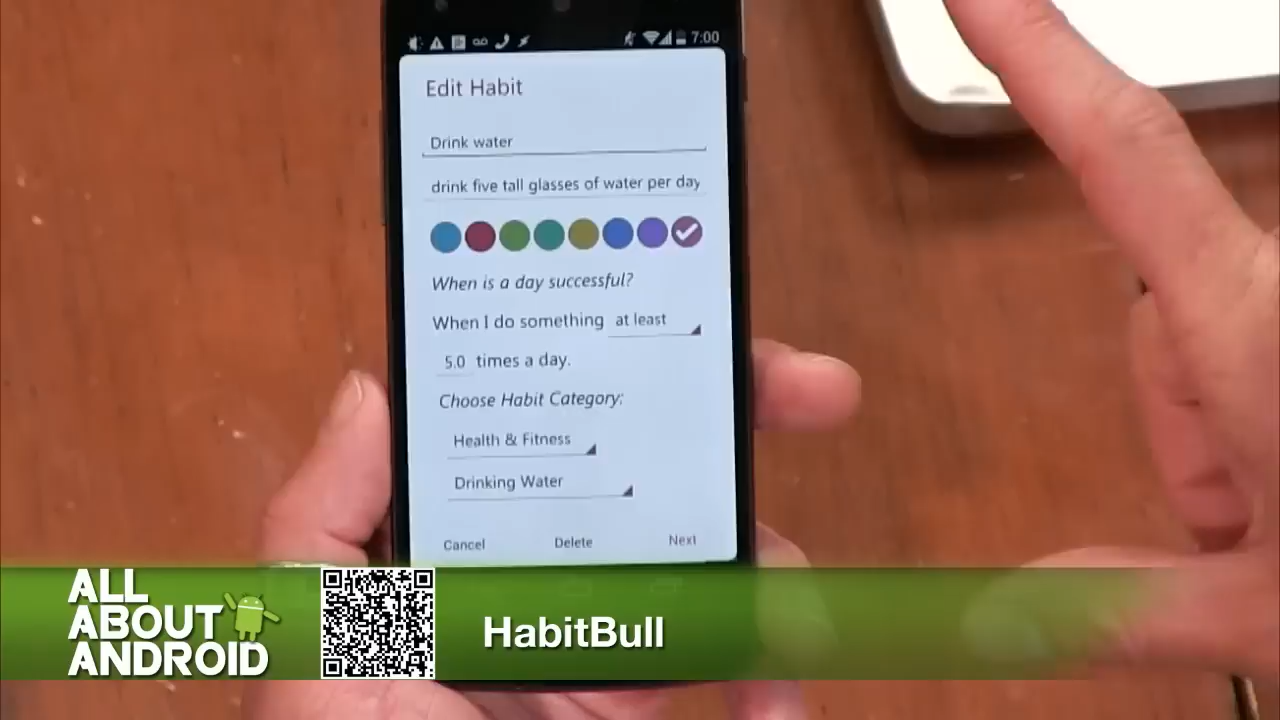 7:00
Edit Habit
Drink water
drink five tall glasses of water per day
When is a day successful?
When I do something at least
5.0 times a day.
Choose Habit Category:
Health & Fitness
Drinking Water
Cancel Delete Next
ALL
ABOUT
ANDROID
HabitBull